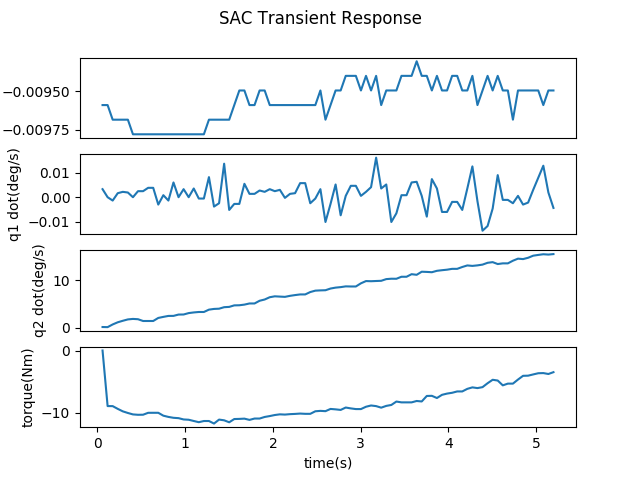 SAC Transient Response
−0.00950
−0.00975
0.01
0.00
−0.01
q1 dot(deg/s)
10
0
q2 dot(deg/s)
0
−10
torque(Nm)
0 1 2 3 4 5
time(s)